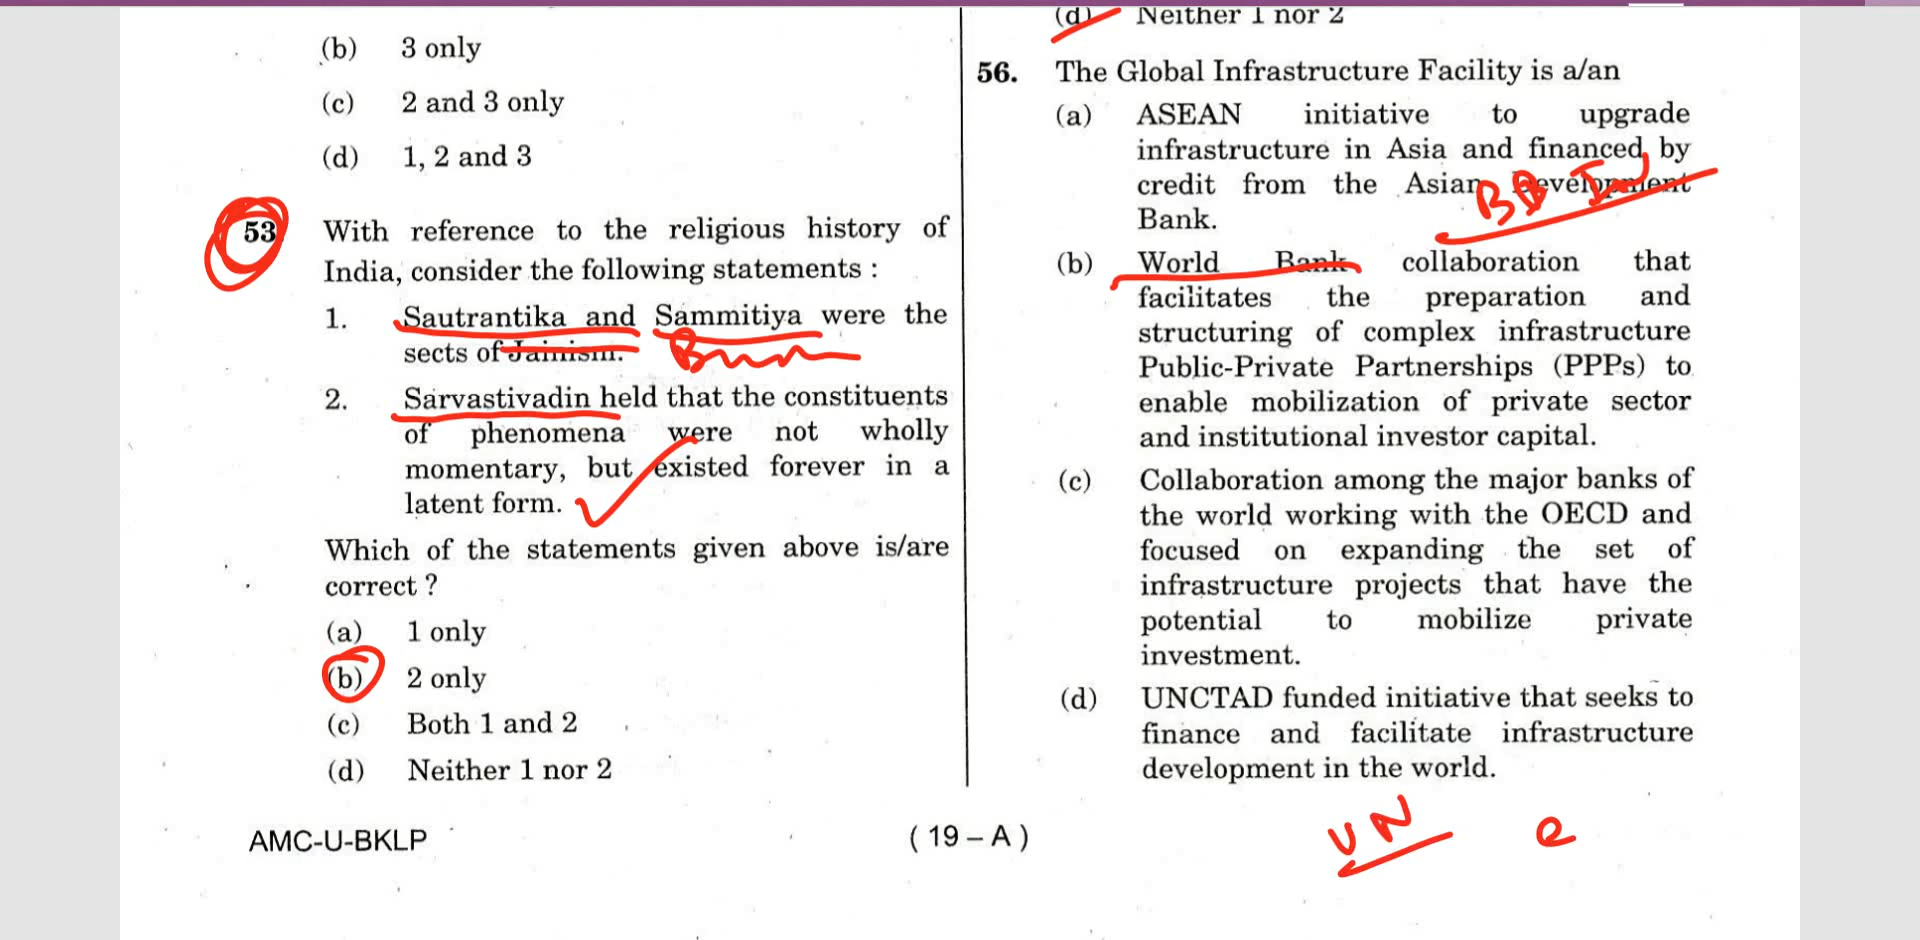 (b) 3 only
(c) 2 and 3 only
(d) 1, 2 and 3
53
With reference to the religious history of
India, consider the following statements :
1. Sautrantika and Sammitiya were the
sects of Jainism.
2. Sarvastivadin held that the constituents
of phenomena were not wholly
momentary, but existed forever in a
latent form.
Which of the statements given above is/are
correct ?
(a) 1 only
(b) 2 only
(c) Both 1 and 2
(d) Neither 1 nor 2
(d) Neither 1 nor 2
56. The Global Infrastructure Facility is a/an
(a) ASEAN initiative to upgrade
infrastructure in Asia and financed by
credit from the Asian Development
Bank.
(b) World Bank collaboration that
facilitates the preparation and
structuring of complex infrastructure
Public-Private Partnerships (PPPs) to
enable mobilization of private sector
and institutional investor capital.
(c) Collaboration among the major banks of
the world working with the OECD and
focused on expanding the set of
infrastructure projects that have the
potential to mobilize private
investment.
(d) UNCTAD funded initiative that seeks to
finance and facilitate infrastructure
development in the world.
UN
AMC-U-BKLP
( 19 – A )